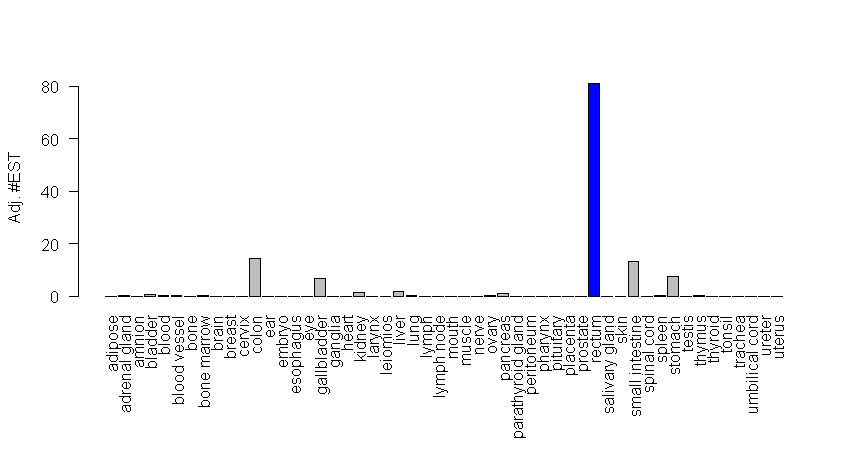 Adj. #EST
80
60
40
20
0
adipose
adrenal gland
amnion
bladder
blood
blood vessel
bone
bone marrow
brain
breast
cervix
colon
ear
embryo
esophagus
eye
gallbladder
ganglia
heart
kidney
larynx
leiomios
liver
lung
lymph
lymph node
mouth
muscle
nerve
ovary
pancreas
parathyroid gland
peritoneum
pharynx
pituitary
placenta
prostate
rectum
salivary gland
skin
small intestine
spinal cord
spleen
stomach
testis
thymus
thyroid
tonsil
trachea
umbilical cord
ureter
uterus